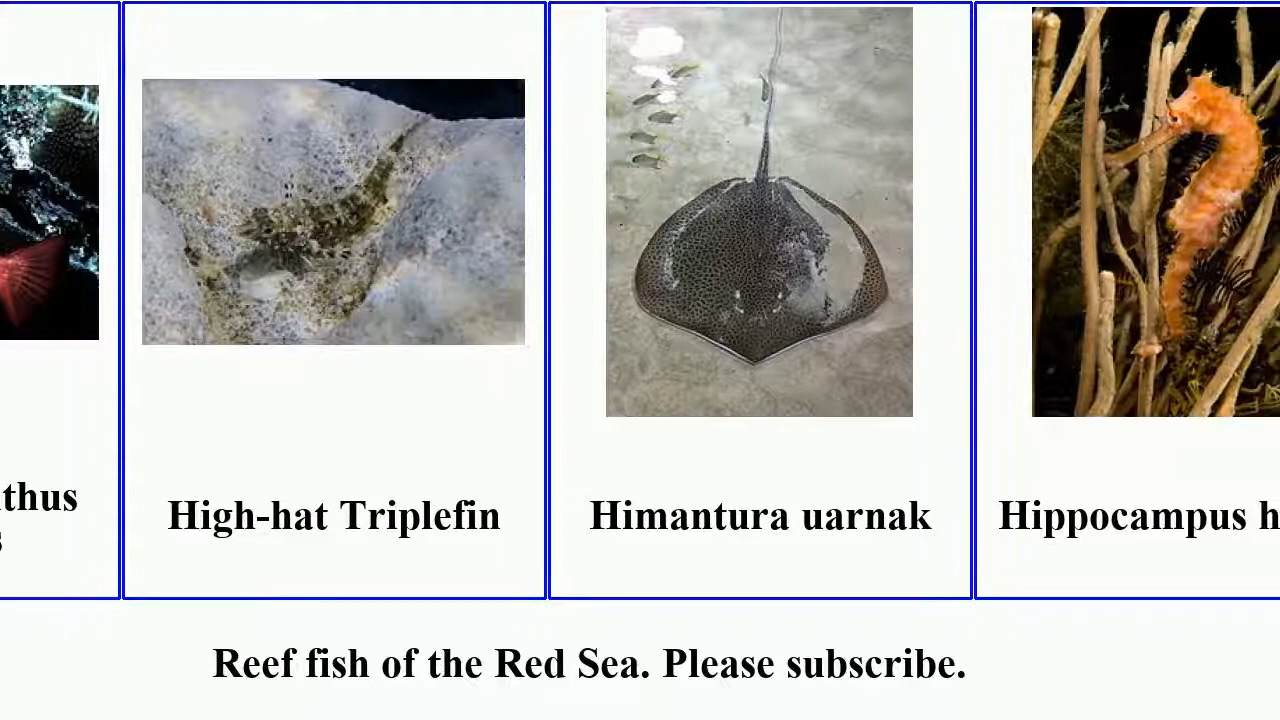 thus
s
High-hat Triplefin
Himantura uarnak
Hippocampus h
Reef fish of the Red Sea. Please subscribe.